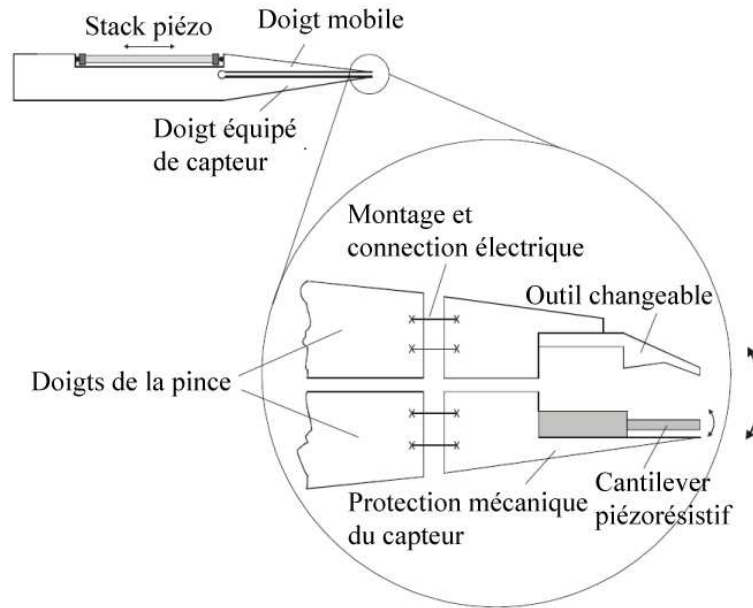 Stack piézo
Doigt mobile
Doigt équipé
de capteur
Montage et
connection électrique
Outil changeable
Doigts de la pince
Cantilever
piézorésistif
Protection mécanique
du capteur